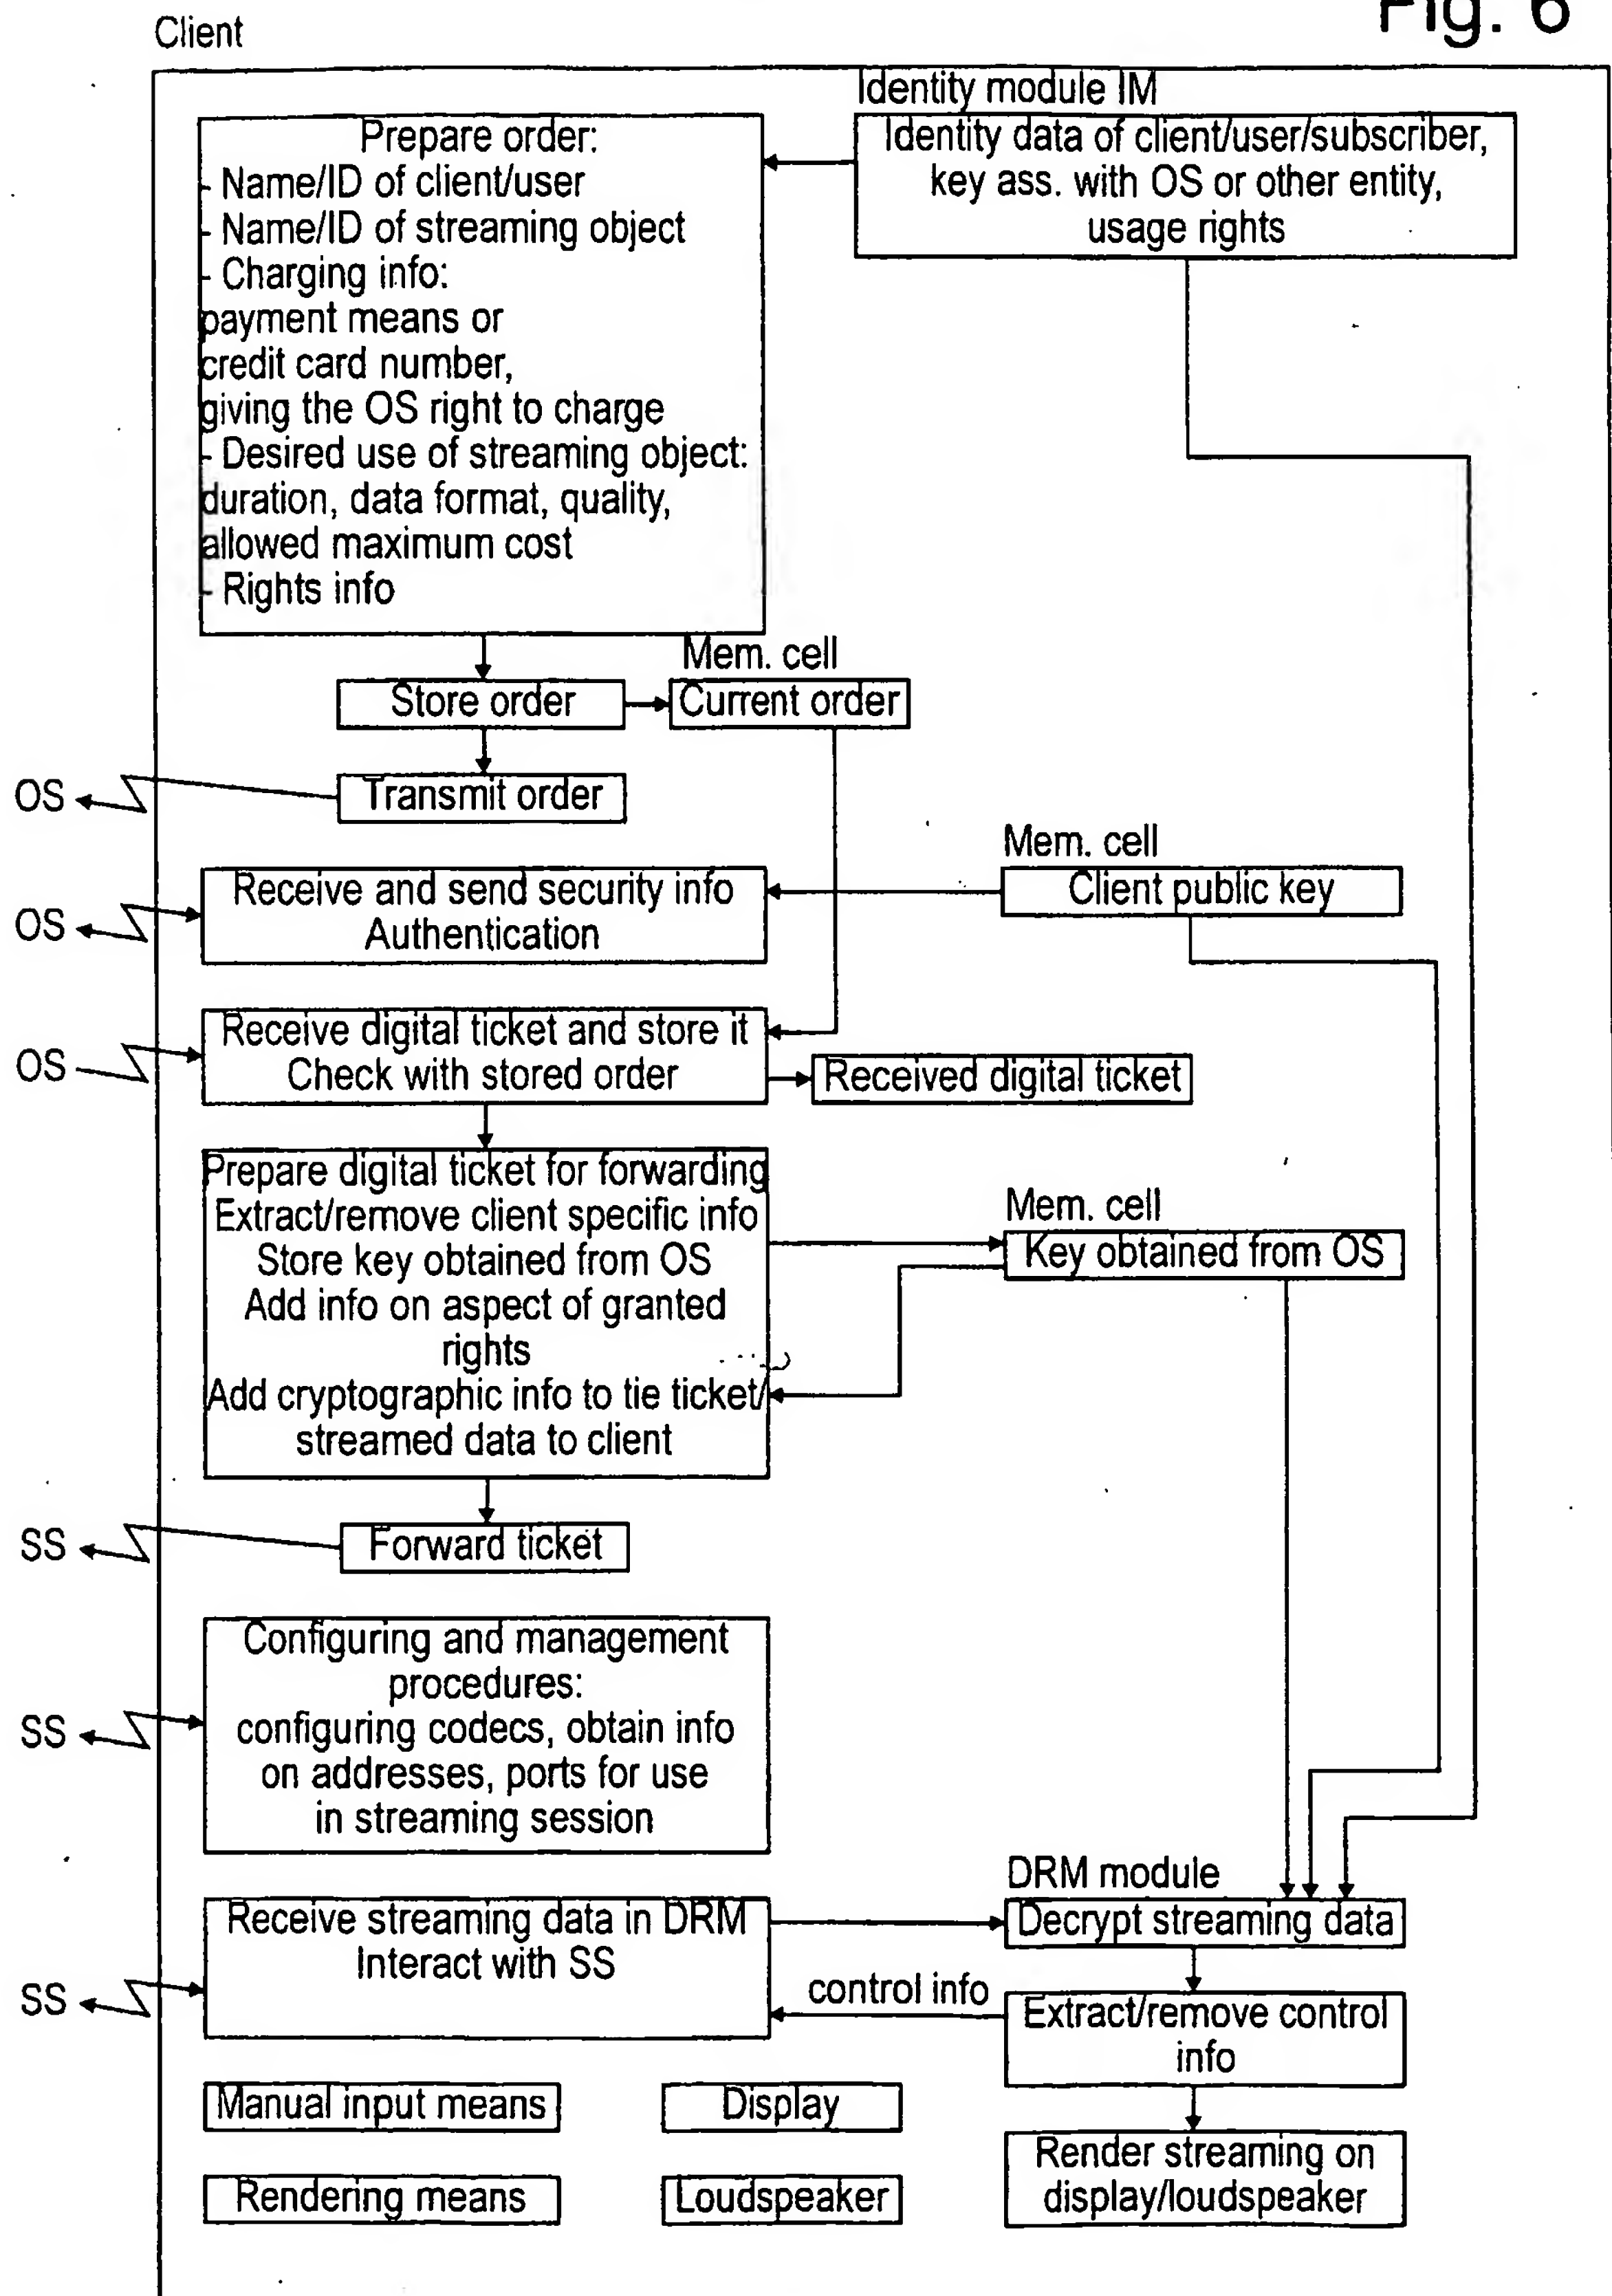 Fig. 6
Client
Identity module IM
Prepare order:
- Name/ID of client/user
- Name/ID of streaming object
- Charging info:
payment means or
credit card number,
giving the OS right to charge
- Desired use of streaming object:
duration, data format, quality,
allowed maximum cost
- Rights info
Identity data of client/user/subscriber,
key ass. with OS or other entity,
usage rights
Mem. cell
Store order
Current order
OS
Transmit order
Mem. cell
Receive and send security info
Authentication
Client public key
OS
Receive digital ticket and store it
Check with stored order
OS
Received digital ticket
Prepare digital ticket for forwarding
Extract/remove client specific info
Store key obtained from OS
Add info on aspect of granted
rights
Add cryptographic info to tie ticket/
streamed data to client
Mem. cell
Key obtained from OS
SS
Forward ticket
Configuring and management
procedures:
configuring codecs, obtain info
on addresses, ports for use
in streaming session
SS
DRM module
Receive streaming data in DRM
Interact with SS
Decrypt streaming data
SS
control info
Extract/remove control
info
Manual input means
Display
Render streaming on
display/loudspeaker
Rendering means
Loudspeaker